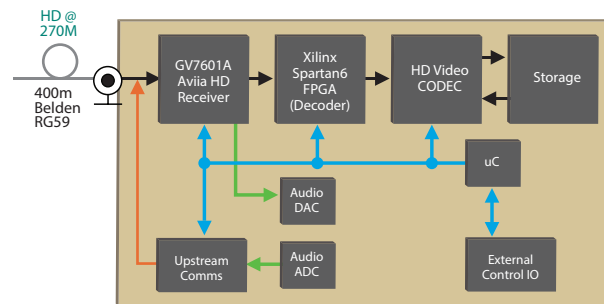 HD @
270M
400m
Belden
RG59
GV7601A
Aviia HD
Receiver
Xilinx
Spartan6
FPGA
(Decoder)
HD Video
CODEC
Storage
uC
Audio
DAC
Upstream
Comms
Audio
ADC
External
Control IO